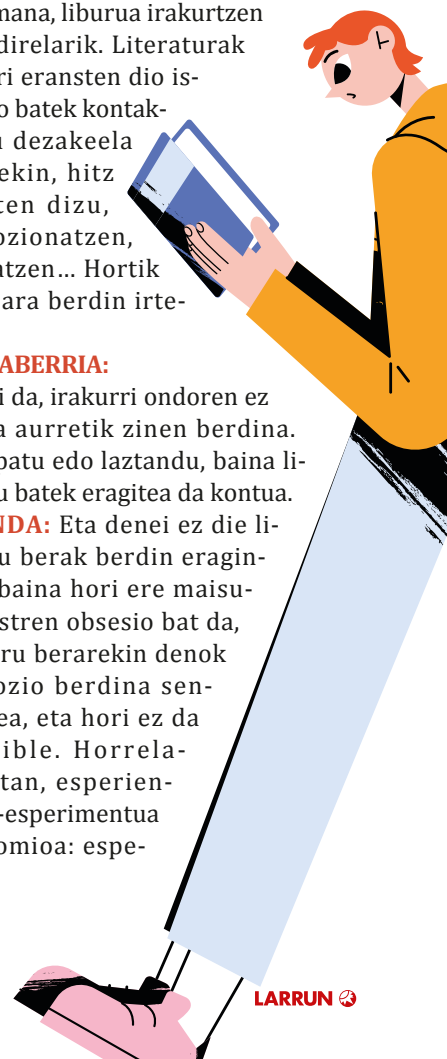 mana, liburua irakurtzen
direlarik. Literaturak
ri eransten dio is-
o batek kontak-
u dezakeela
ekin, hitz
ten dizu,
ozionatzen,
atzen... Hortik
ara berdin irte-
ABERRIA:
i da, irakurri ondoren ez
a aurretik zinen berdina.
batu edo laztandu, baina li-
u batek eragitea da kontua.
NDA: Eta denei ez die li-
u berak berdin eragin-
baina hori ere maisu-
stren obsesio bat da,
ru berarekin denok
ozio berdina sen-
ea, eta hori ez da
ible. Horrela-
tan, esperien-
-esperimentua
omioa: espe-
LARRUN